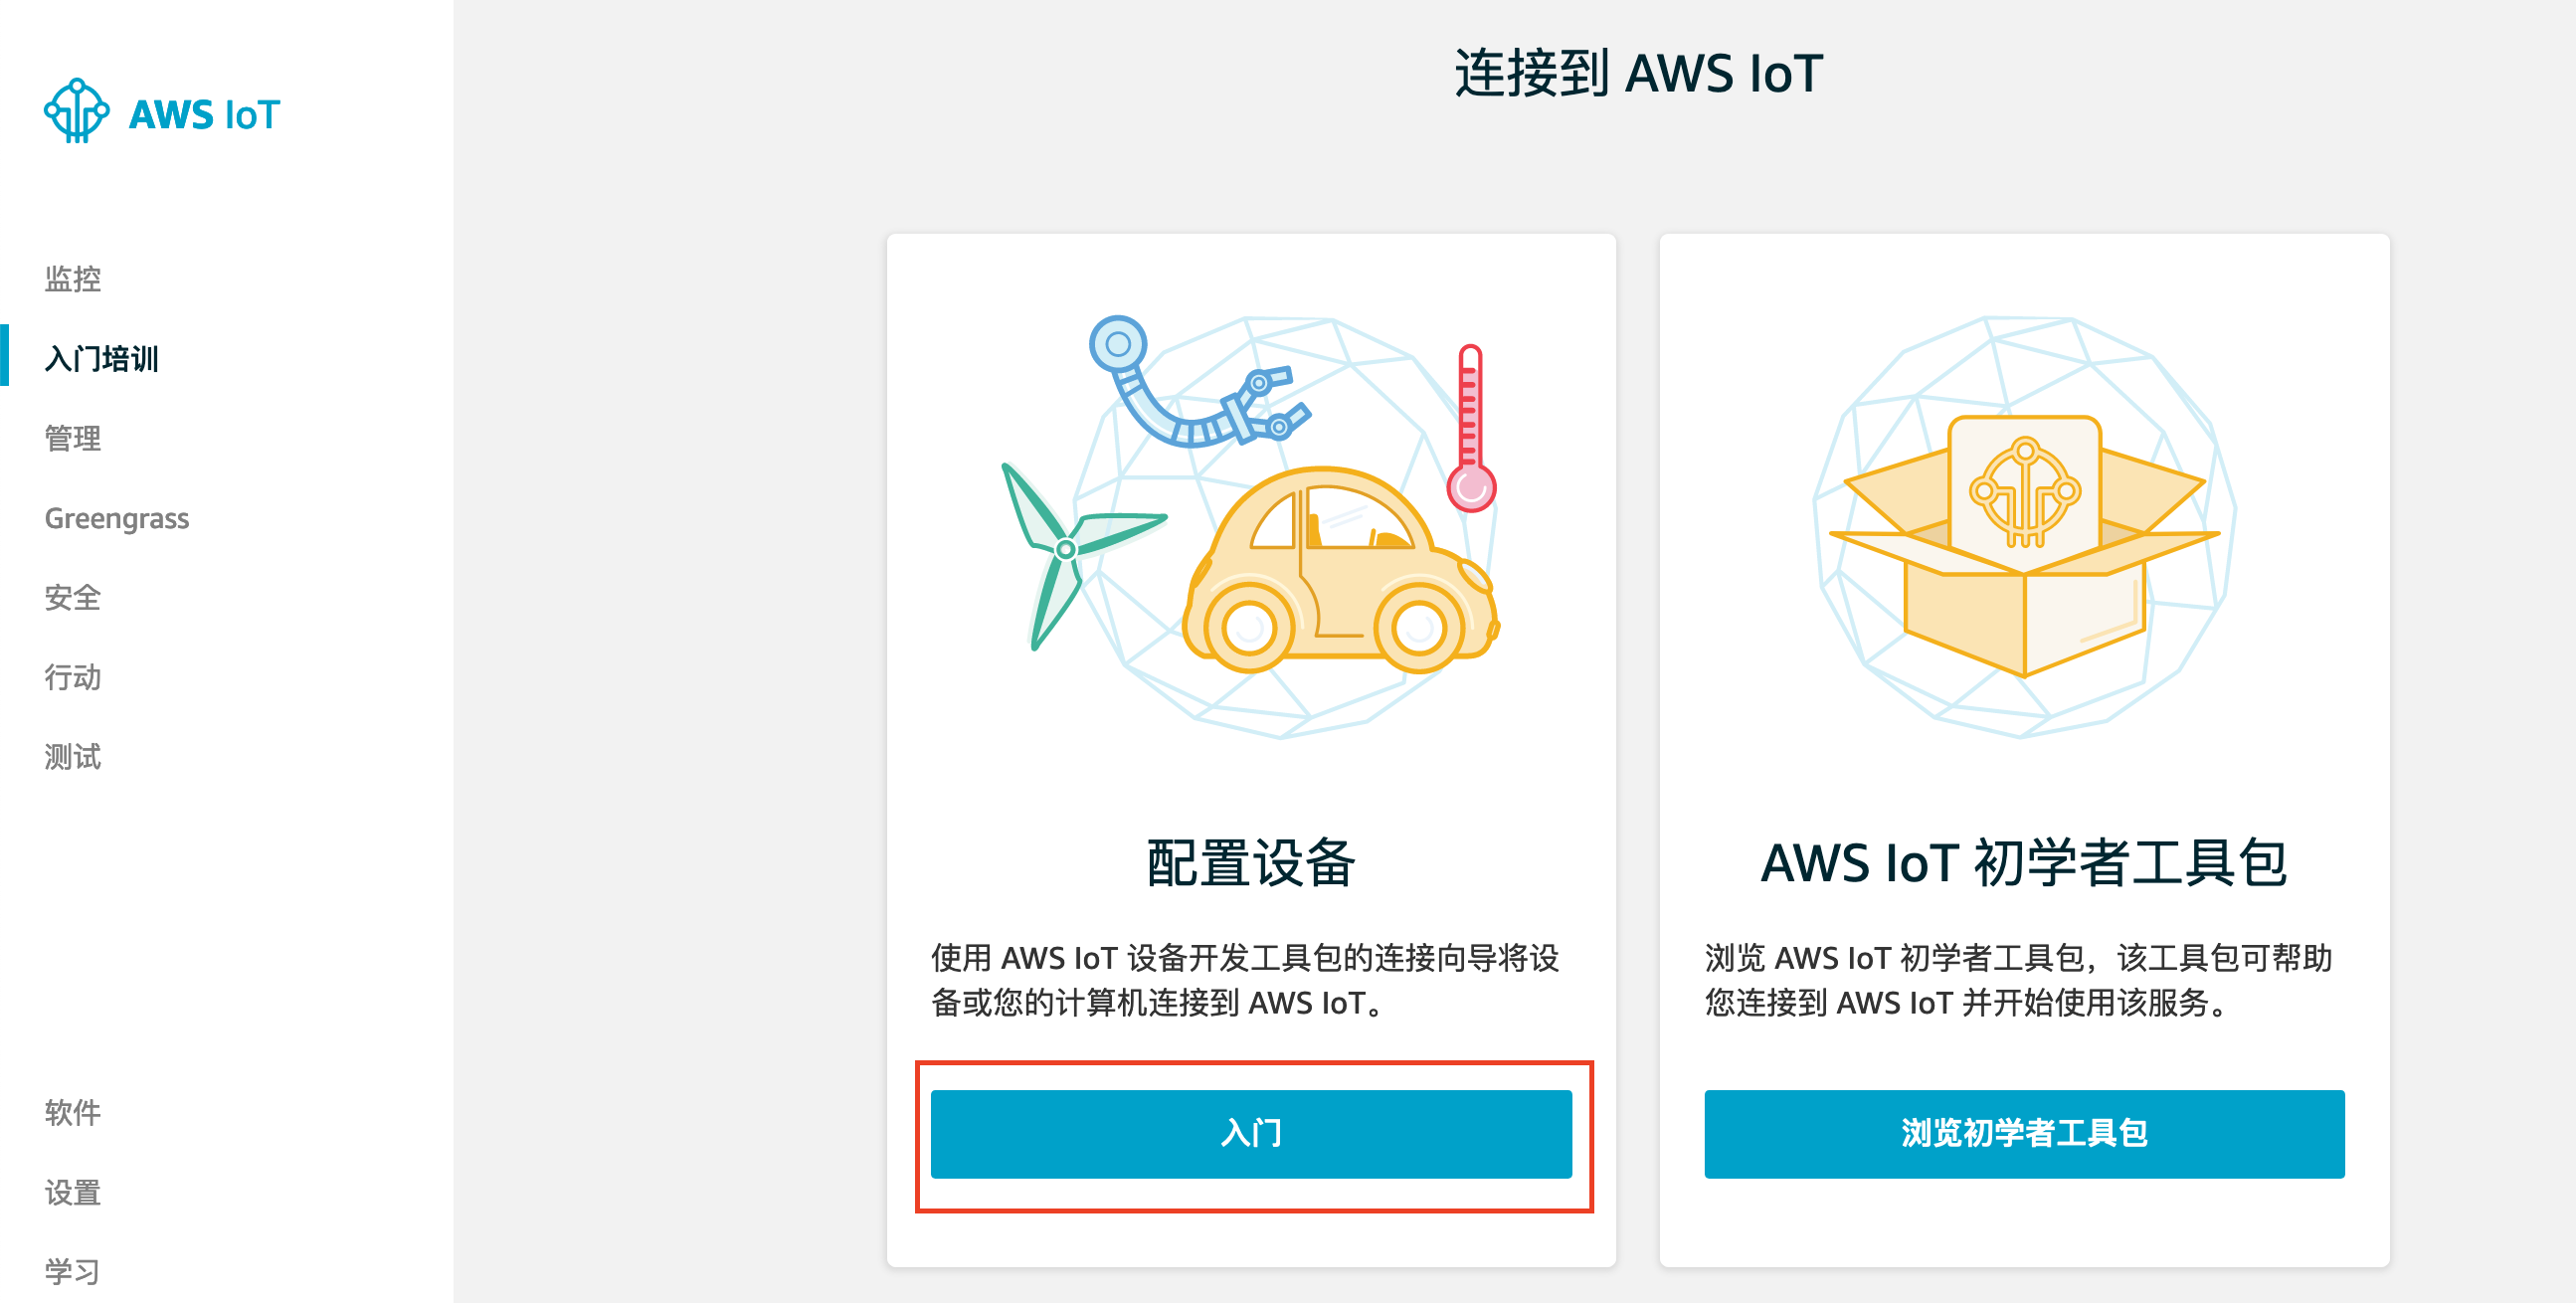 AWS IoT
监控
入门培训
管理
Greengrass
安全
行动
测试
软件
设置
学习
连接到 AWS IoT
配置设备
使用 AWS IoT 设备开发工具包的连接向导将设
备或您的计算机连接到 AWS IoT。
入门
AWS IoT 初学者工具包
浏览 AWS IoT 初学者工具包，该工具包可帮助
您连接到 AWS IoT 并开始使用该服务。
浏览初学者工具包